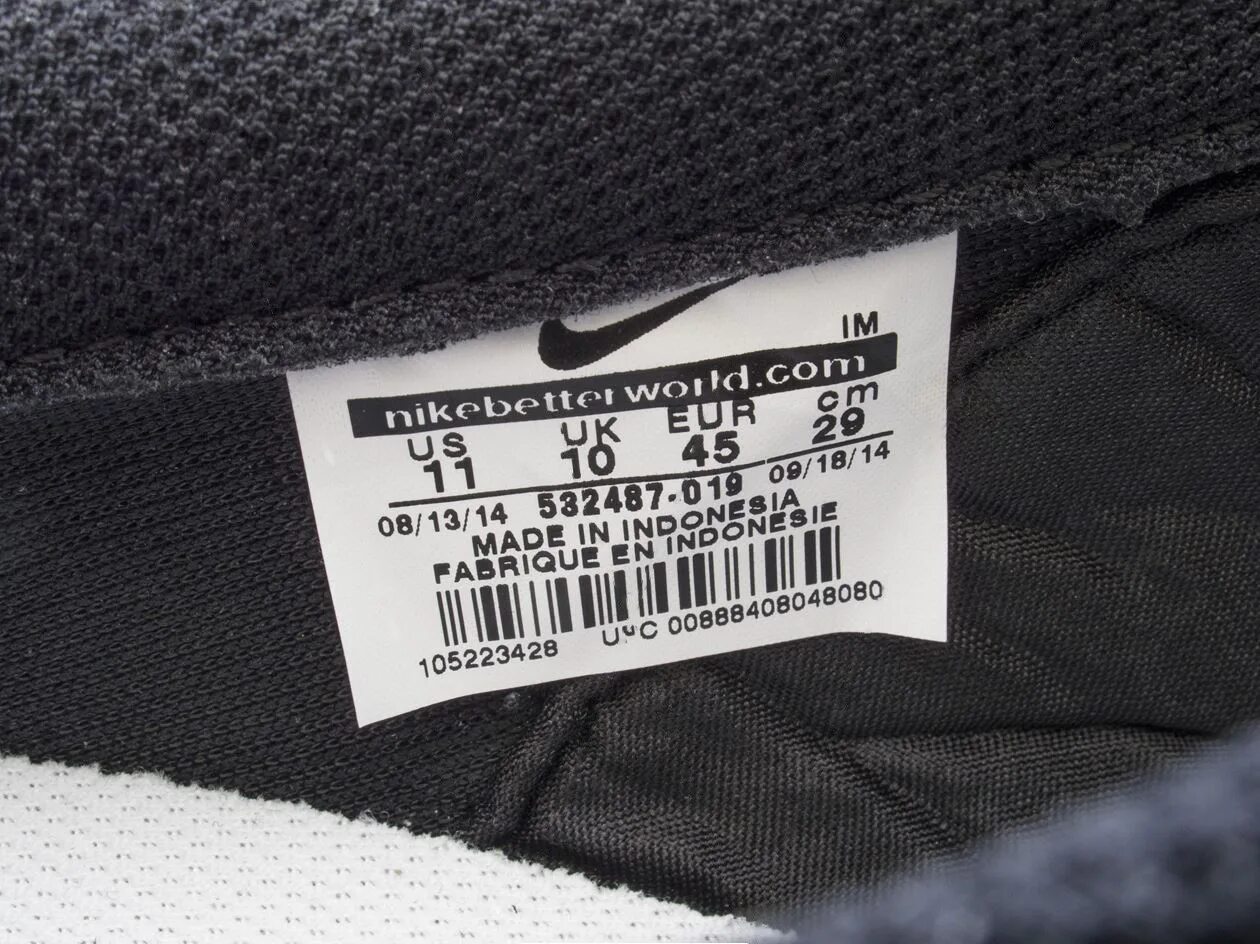 IM
nikebetterworld.com
US UK EUR cm
11 10 45 29
08/13/14 532487-019 09/18/14
MADE IN INDONESIA
FABRIQUE EN INDONESIE
105223428 UPC 00888408048080